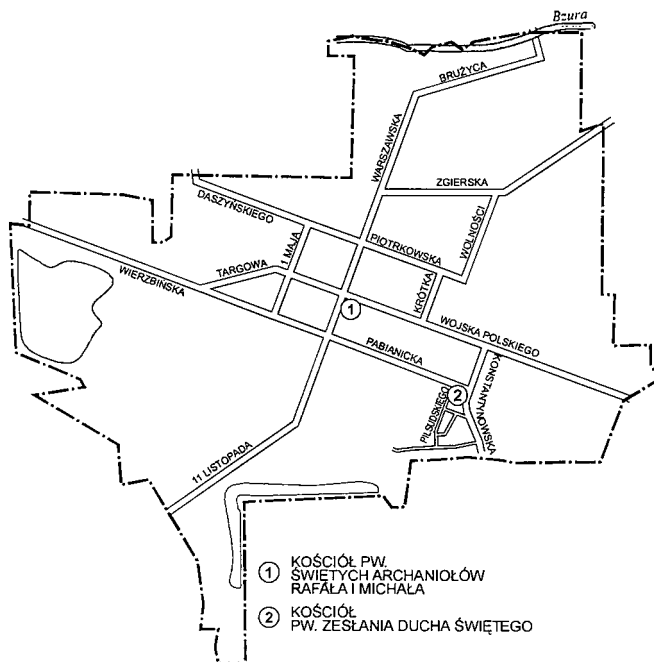 Bzura
BRUŻYCA
WARSZAWSKA
ZGIERSKA
DASZYŃSKIEGO
PIOTRKOWSKA
WOLNOŚCI
1 MAJA
TARGOWA
WIERZBIŃSKA
KRÓTKA
1
WOJSKA POLSKIEGO
PABIANICKA
KONSTANTYNOWSKA
2
PIŁSUDSKIEGO
11 LISTOPADA
1 KOŚCIÓŁ PW.
ŚWIĘTYCH ARCHANIOŁÓW
RAFAŁA I MICHAŁA
2 KOŚCIÓŁ
PW. ZESŁANIA DUCHA ŚWIĘTEGO